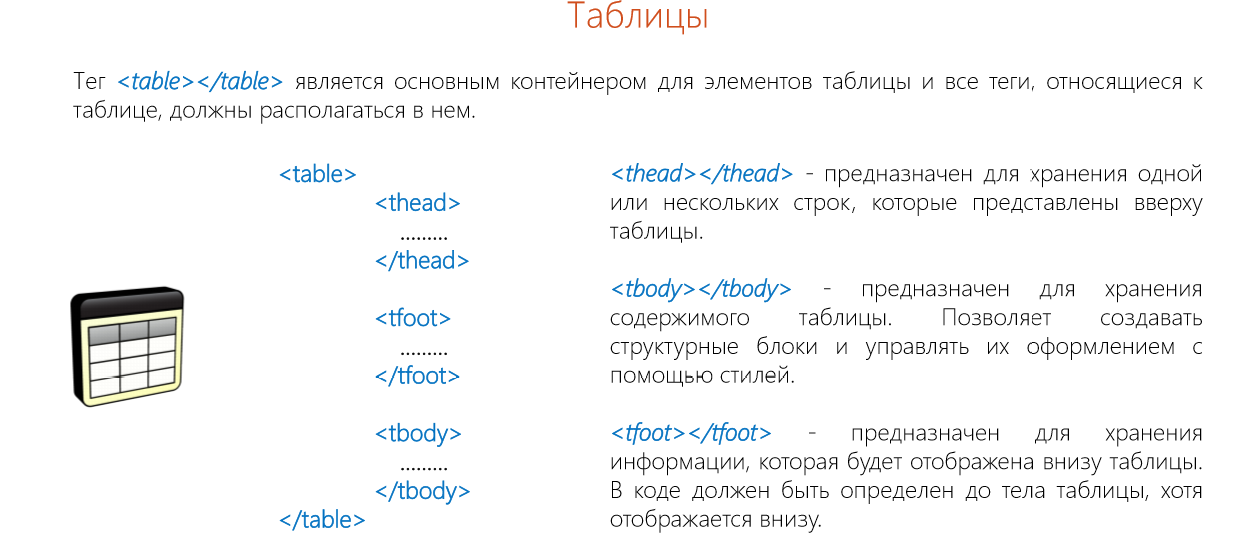 Таблицы
Тег <table></table> является основным контейнером для элементов таблицы и все теги, относящиеся к
таблице, должны располагаться в нем.
<table>
<thead>
.........
</thead>
<tfoot>
.........
</tfoot>
<tbody>
.........
</tbody>
</table>
<thead></thead> - предназначен для хранения одной
или нескольких строк, которые представлены вверху
таблицы.
<tbody></tbody> - предназначен для хранения
содержимого таблицы. Позволяет создавать
структурные блоки и управлять их оформлением с
помощью стилей.
<tfoot></tfoot> - предназначен для хранения
информации, которая будет отображена внизу таблицы.
В коде должен быть определен до тела таблицы, хотя
отображается внизу.